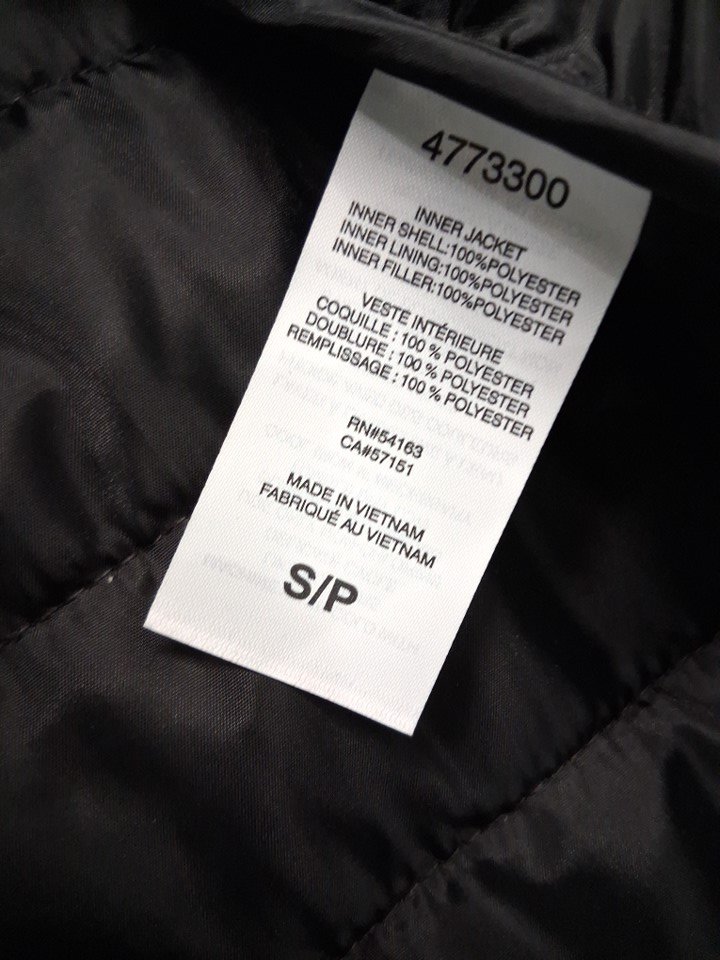 4773300
INNER JACKET
INNER SHELL:100%POLYESTER
INNER LINING:100%POLYESTER
INNER FILLER:100%POLYESTER
VESTE INTÉRIEURE
COQUILLE : 100 % POLYESTER
DOUBLURE : 100 % POLYESTER
REMPLISSAGE : 100 % POLYESTER
RN#54163
CA#57151
MADE IN VIETNAM
FABRIQUÉ AU VIETNAM
S/P